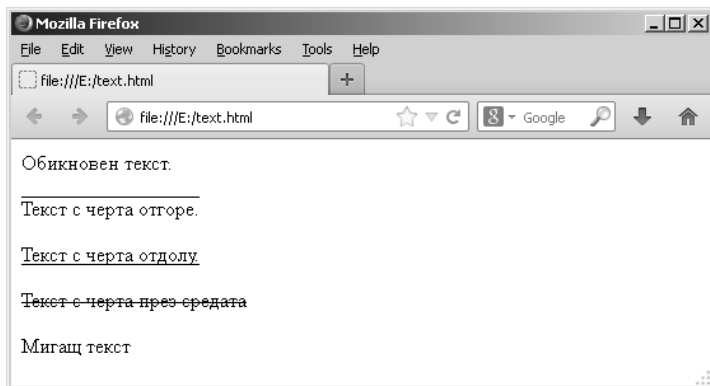 Mozilla Firefox
File Edit View History Bookmarks Tools Help
file:///E:/text.html +
file:///E:/text.html Google
Обикновен текст.
Текст с черта отгоре.
Текст с черта отдолу.
Текст с черта през средата
Мигащ текст